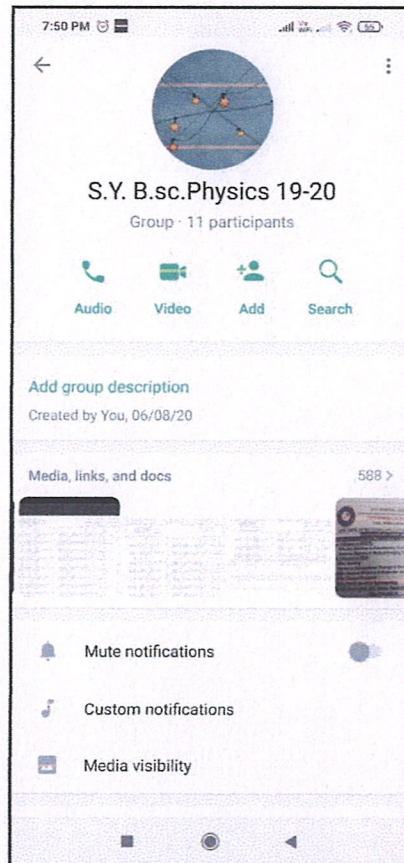 7:50 PM
55
S.Y. B.sc.Physics 19-20
Group · 11 participants
Audio Video Add Search
Add group description
Created by You, 06/08/20
Media, links, and docs 588 >
Mute notifications
Custom notifications
Media visibility